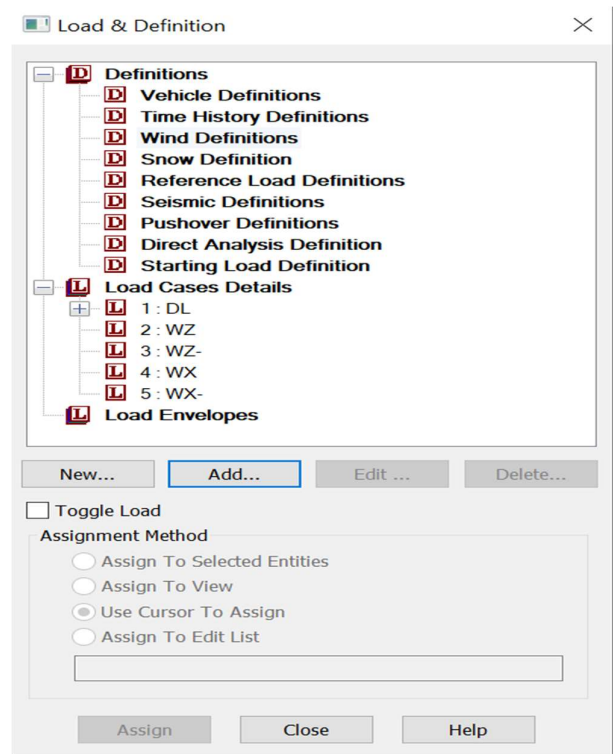 Load & Definition
D Definitions
D Vehicle Definitions
D Time History Definitions
D Wind Definitions
D Snow Definition
D Reference Load Definitions
D Seismic Definitions
D Pushover Definitions
D Direct Analysis Definition
D Starting Load Definition
L Load Cases Details
L 1 : DL
L 2 : WZ
L 3 : WZ-
L 4 : WX
L 5 : WX-
L Load Envelopes
New... Add... Edit ... Delete...
Toggle Load
Assignment Method
Assign To Selected Entities
Assign To View
Use Cursor To Assign
Assign To Edit List
Assign Close Help